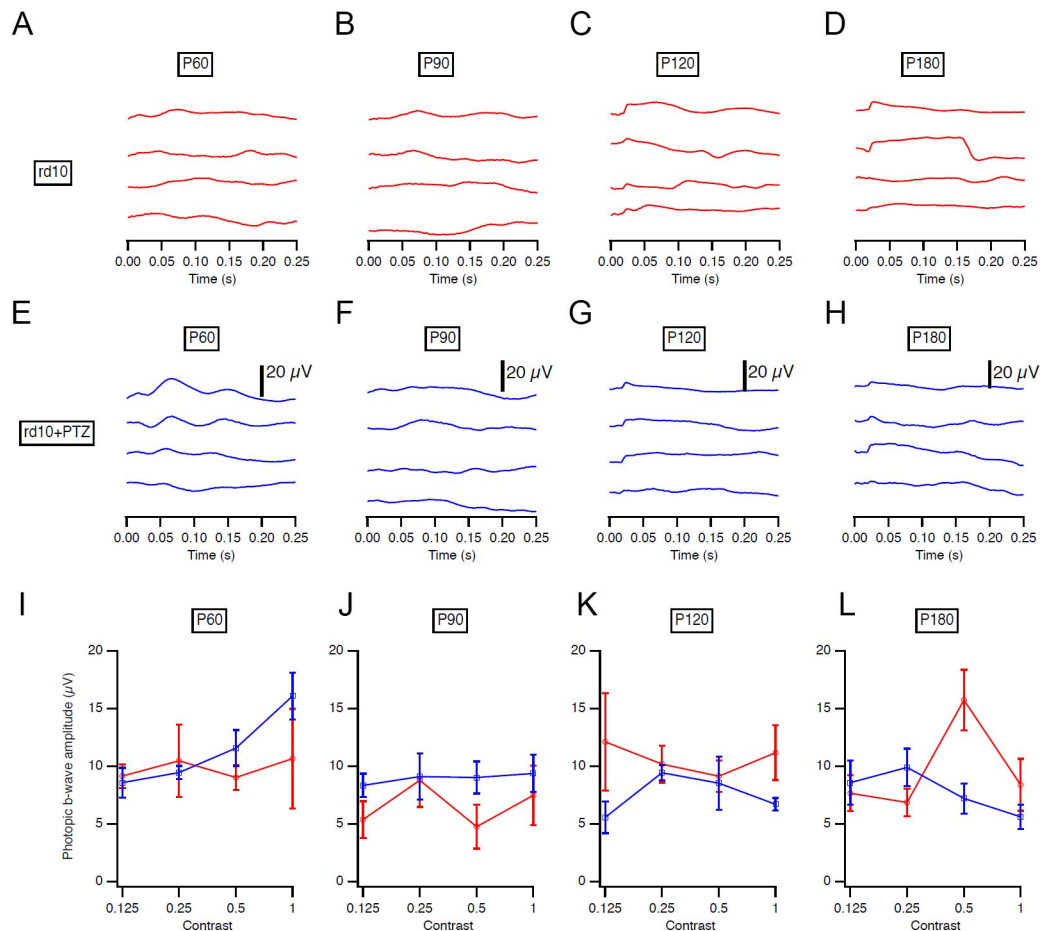 A B C D
P60 P90 P120 P180
rd10
0.00 0.05 0.10 0.15 0.20 0.25 0.00 0.05 0.10 0.15 0.20 0.25 0.00 0.05 0.10 0.15 0.20 0.25 0.00 0.05 0.10 0.15 0.20 0.25
Time (s) Time (s) Time (s) Time (s)
E F G H
P60 P90 P120 P180
20 µV 20 µV 20 µV 20 µV
rd10+PTZ
0.00 0.05 0.10 0.15 0.20 0.25 0.00 0.05 0.10 0.15 0.20 0.25 0.00 0.05 0.10 0.15 0.20 0.25 0.00 0.05 0.10 0.15 0.20 0.25
Time (s) Time (s) Time (s) Time (s)
I J K L
P60 P90 P120 P180
Photopic b-wave amplitude (µV)
20 20 20 20
15 15 15 15
10 10 10 10
5 5 5 5
0 0 0 0
0.125 0.25 0.5 1 0.125 0.25 0.5 1 0.125 0.25 0.5 1 0.125 0.25 0.5 1
Contrast Contrast Contrast Contrast